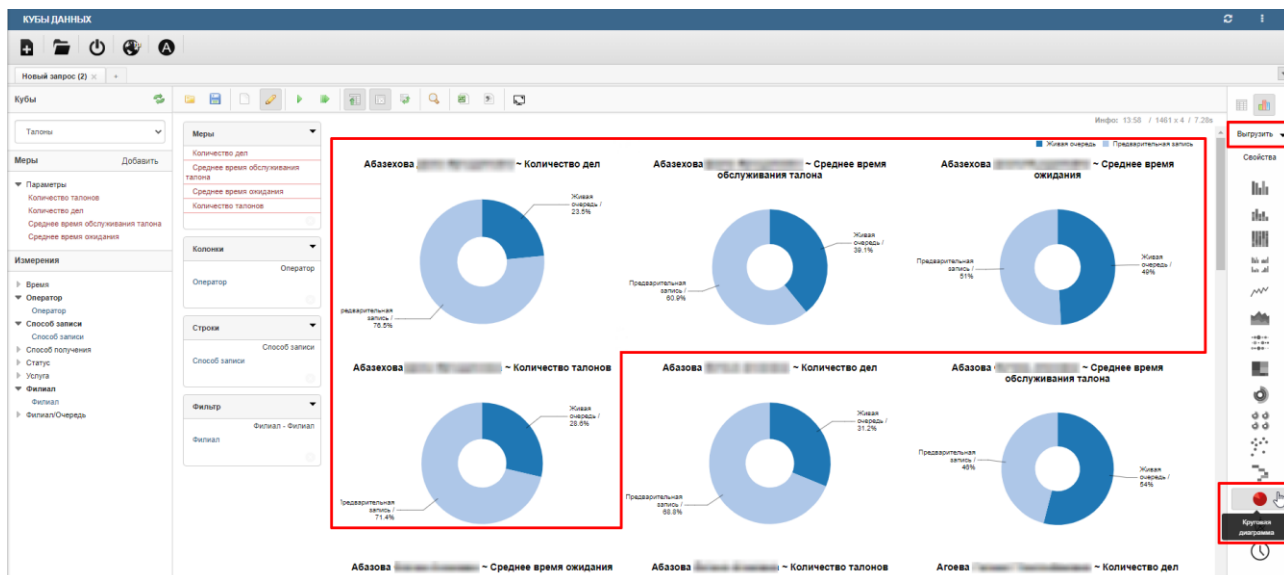 КУБЫ ДАННЫХ
Новый запрос (2) ×
+
Кубы
Талоны
Меры
Добавить
Параметры
Количество талонов
Количество дел
Среднее время обслуживания талона
Среднее время ожидания
Измерения
Время
Оператор
Оператор
Способ записи
Способ записи
Способ получения
Статус
Услуга
Филиал
Филиал
Филиал/Очередь
Меры
Количество дел
Среднее время обслуживания
талона
Среднее время ожидания
Количество талонов
Колонки
Оператор
Оператор
Строки
Способ записи
Способ записи
Фильтр
Филиал - Филиал
Филиал
Инфо: 13:58 / 1461 x 4 / 7.28s
Живая очередь
Предварительная запись
Абазехова
~ Количество дел
Живая
очередь /
23.5%
редварительная
запись /
76.5%
Абазехова
~ Среднее время
обслуживания талона
Живая
очередь /
39.1%
Предварительная
запись /
60.9%
Абазехова
~ Среднее время
ожидания
Живая
очередь /
49%
Предварительная
запись /
51%
Абазехова
~ Количество талонов
Живая
очередь /
28.6%
Предварительная
запись /
71.4%
Абазова
~ Количество дел
Живая
очередь /
31.2%
Предварительная
запись /
68.8%
Абазова
~ Среднее время
обслуживания талона
Предварительная
запись /
46%
Живая
очередь /
54%
Абазова
~ Среднее время ожидания
Абазова
~ Количество талонов
Агоева
~ Количество дел
Выгрузить
Свойства
Круговая
диаграмма